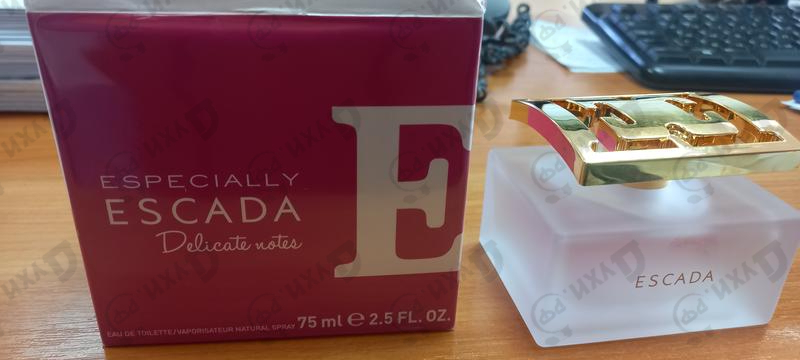 ESPECIALLY
ESCADA
Delicate notes
E
EAU DE TOILETTE/VAPORISATEUR NATURAL SPRAY 75 ml ℮ 2.5 FL. OZ.
E
ESCADA